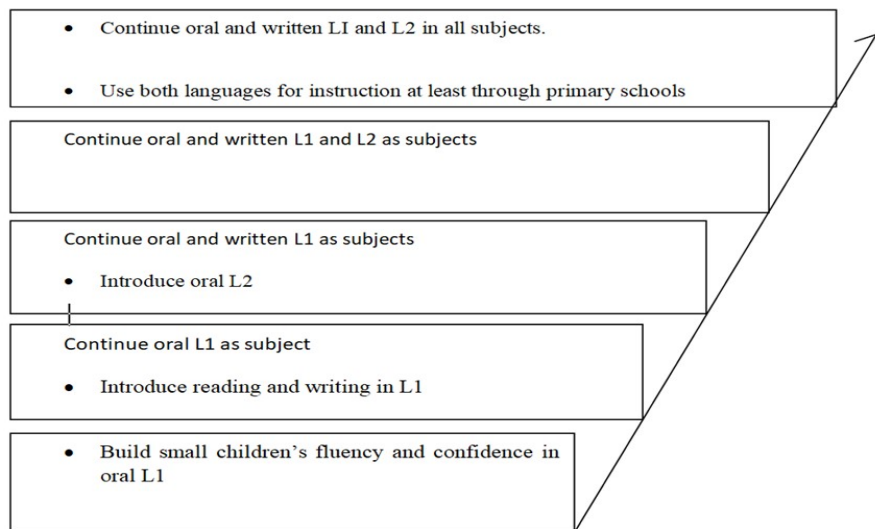 • Continue oral and written LI and L2 in all subjects.
• Use both languages for instruction at least through primary schools
Continue oral and written L1 and L2 as subjects
Continue oral and written L1 as subjects
• Introduce oral L2
Continue oral L1 as subject
• Introduce reading and writing in L1
• Build small children’s fluency and confidence in
oral L1